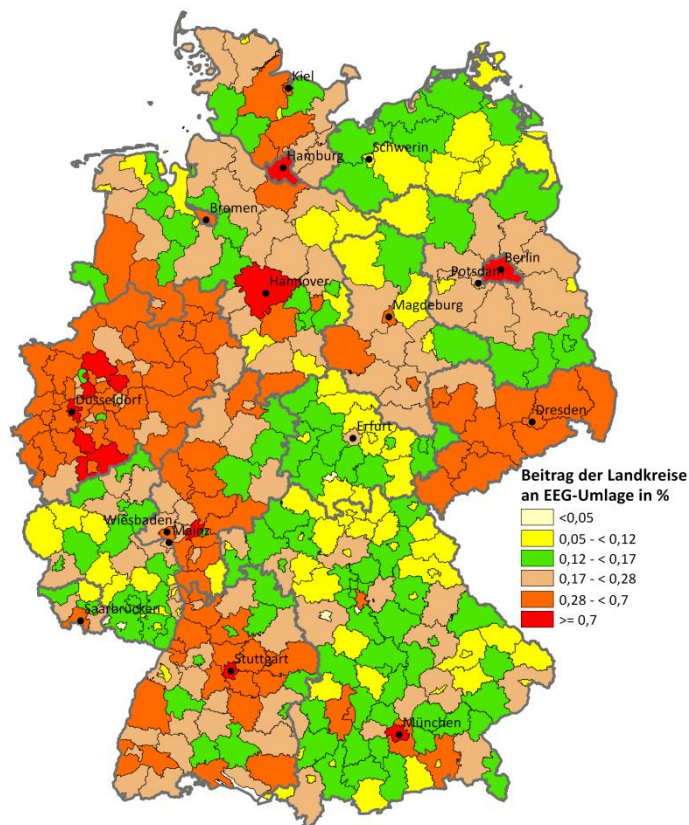 Kiel
Schwerin
Hamburg
Bremen
Berlin
Potsdam
Hannover
Magdeburg
Düsseldorf
Dresden
Erfurt
Beitrag der Landkreise
an EEG-Umlage in %
<0,05
0,05 - < 0,12
0,12 - < 0,17
0,17 - < 0,28
0,28 - < 0,7
>= 0,7
Wiesbaden
Mainz
Saarbrücken
Stuttgart
München